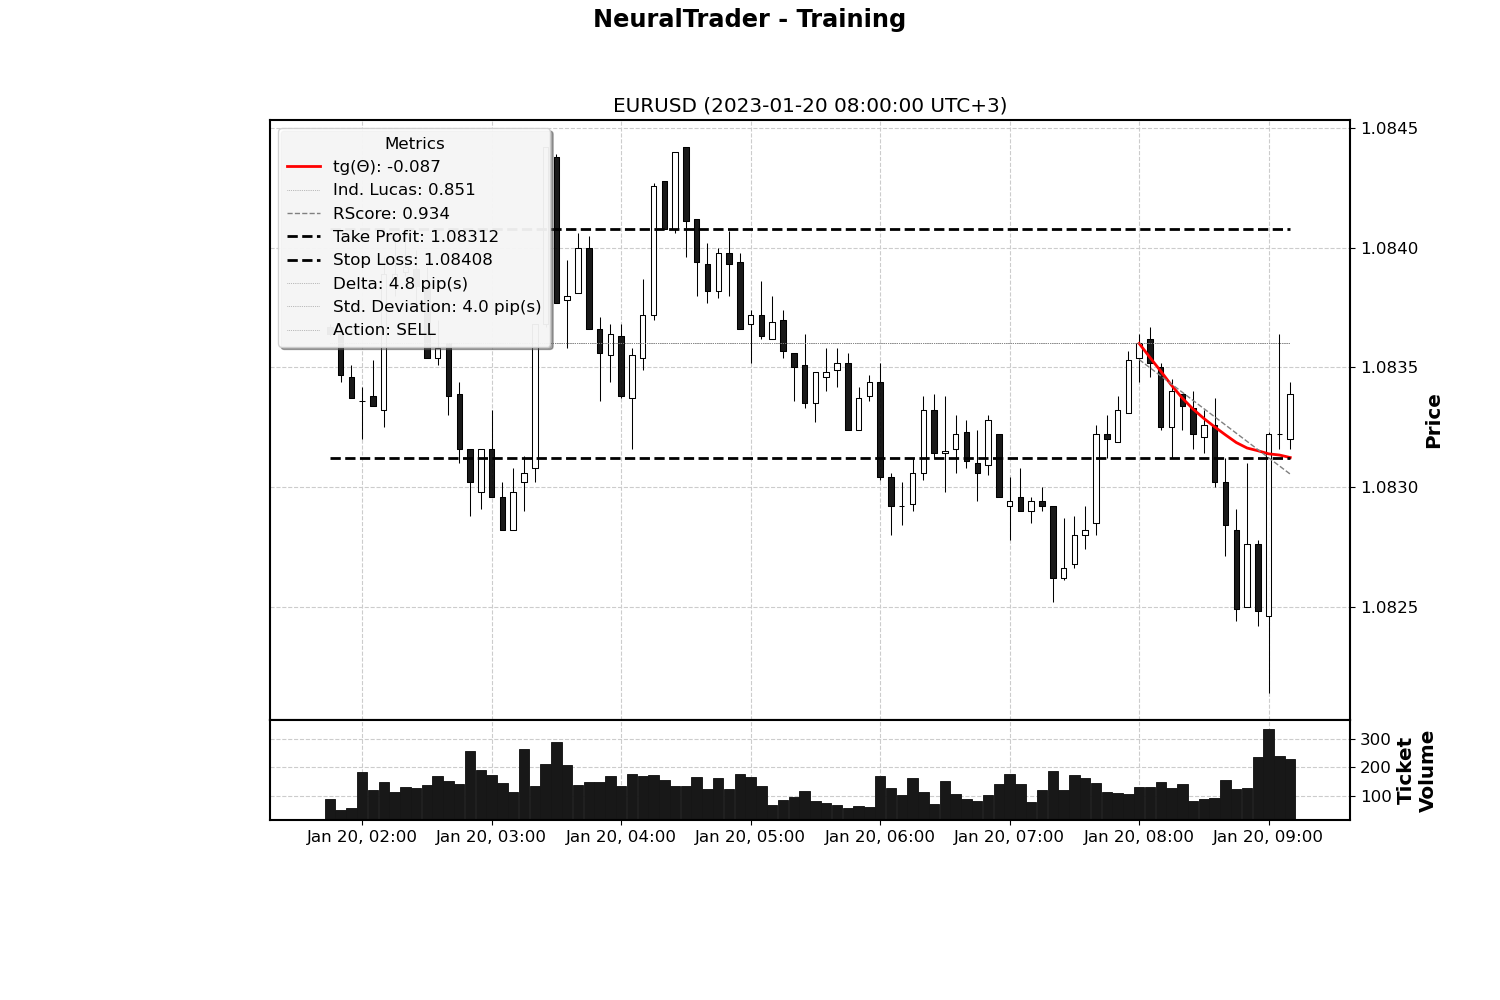 NeuralTrader - Training
EURUSD (2023-01-20 08:00:00 UTC+3)
Metrics
tg(Θ): -0.087
Ind. Lucas: 0.851
RScore: 0.934
Take Profit: 1.08312
Stop Loss: 1.08408
Delta: 4.8 pip(s)
Std. Deviation: 4.0 pip(s)
Action: SELL
1.0845
1.0840
1.0835
1.0830
1.0825
Price
300
200
100
Ticket
Volume
Jan 20, 02:00
Jan 20, 03:00
Jan 20, 04:00
Jan 20, 05:00
Jan 20, 06:00
Jan 20, 07:00
Jan 20, 08:00
Jan 20, 09:00